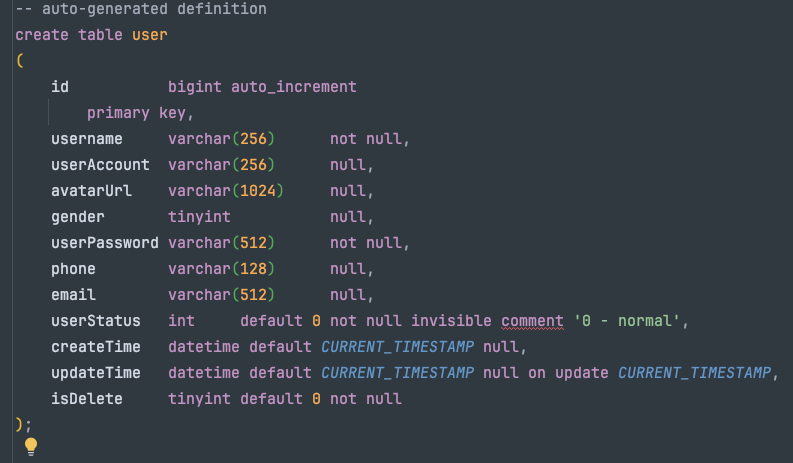 -- auto-generated definition
create table user
(
    id           bigint auto_increment
        primary key,
    username     varchar(256)      not null,
    userAccount  varchar(256)      null,
    avatarUrl    varchar(1024)     null,
    gender       tinyint           null,
    userPassword varchar(512)      not null,
    phone        varchar(128)      null,
    email        varchar(512)      null,
    userStatus   int     default 0 not null invisible comment '0 - normal',
    createTime   datetime default CURRENT_TIMESTAMP null,
    updateTime   datetime default CURRENT_TIMESTAMP null on update CURRENT_TIMESTAMP,
    isDelete     tinyint default 0 not null
);